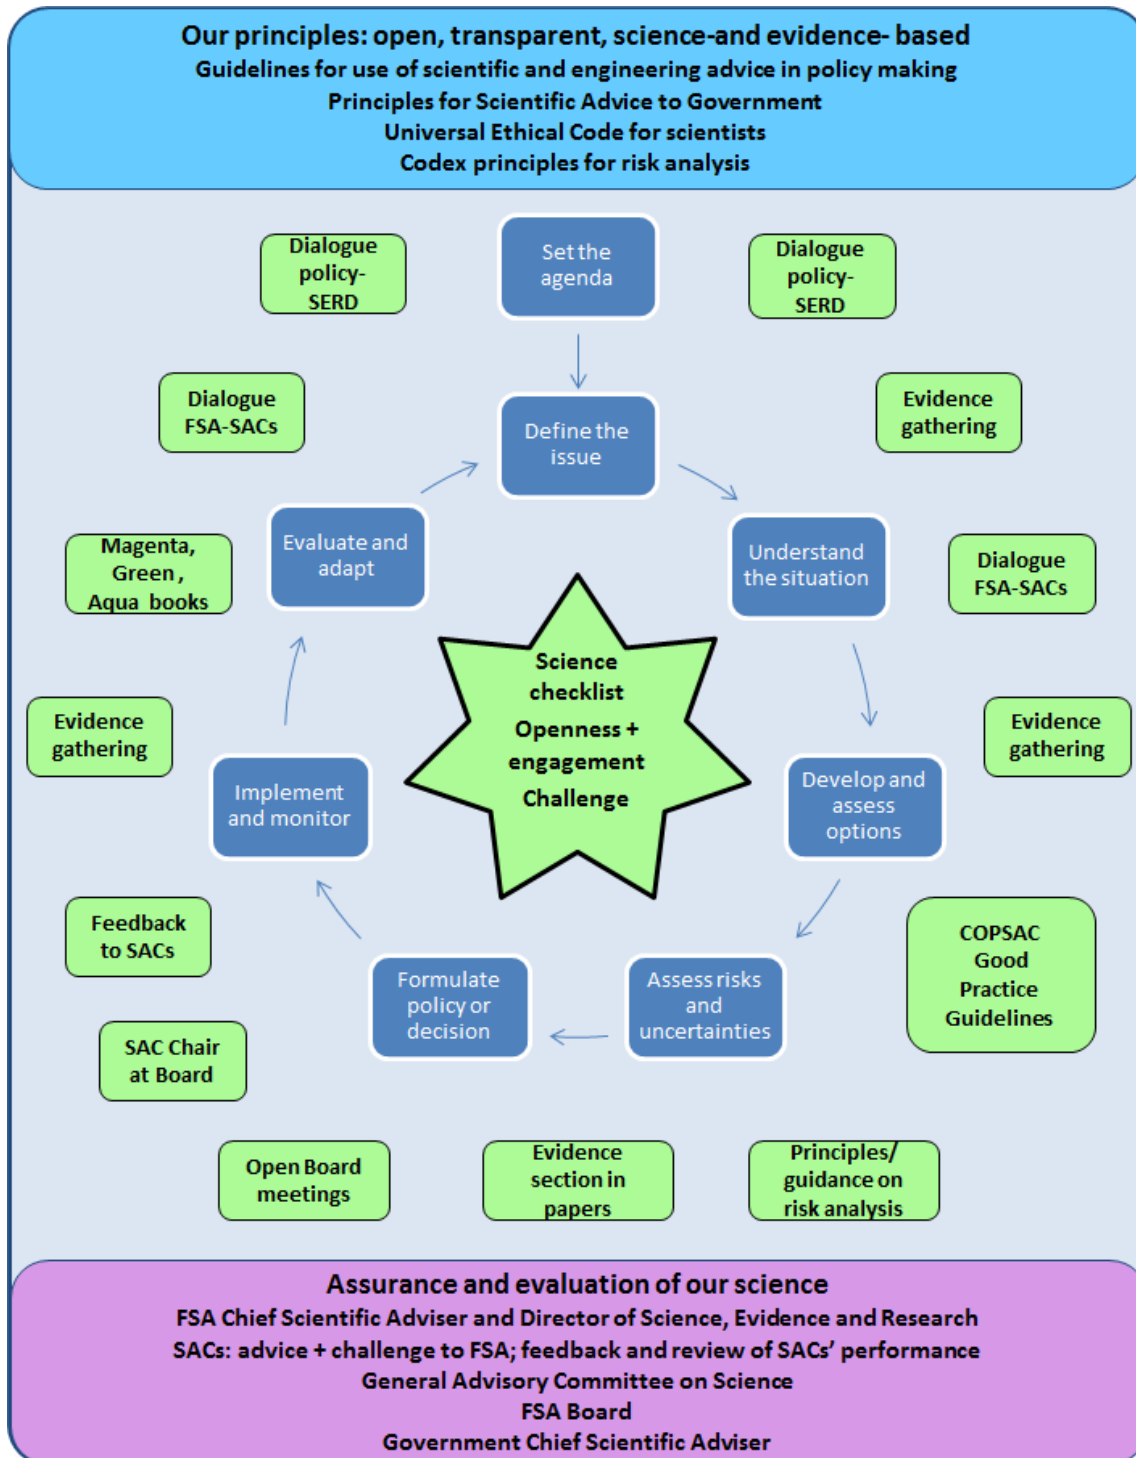 Our principles: open, transparent, science-and evidence- based
Guidelines for use of scientific and engineering advice in policy making
Principles for Scientific Advice to Government
Universal Ethical Code for scientists
Codex principles for risk analysis
Dialogue
policy-
SERD
Set the
agenda
Dialogue
policy-
SERD
Dialogue
FSA-SACs
Define the
issue
Evidence
gathering
Magenta,
Green ,
Aqua books
Evaluate and
adapt
Understand
the situation
Dialogue
FSA-SACs
Science
checklist
Openness +
engagement
Challenge
Evidence
gathering
Implement
and monitor
Develop and
assess
options
Evidence
gathering
Feedback
to SACs
Formulate
policy or
decision
Assess risks
and
uncertainties
COPSAC
Good
Practice
Guidelines
SAC Chair
at Board
Open Board
meetings
Evidence
section in
papers
Principles/
guidance on
risk analysis
Assurance and evaluation of our science
FSA Chief Scientific Adviser and Director of Science, Evidence and Research
SACs: advice + challenge to FSA; feedback and review of SACs’ performance
General Advisory Committee on Science
FSA Board
Government Chief Scientific Adviser